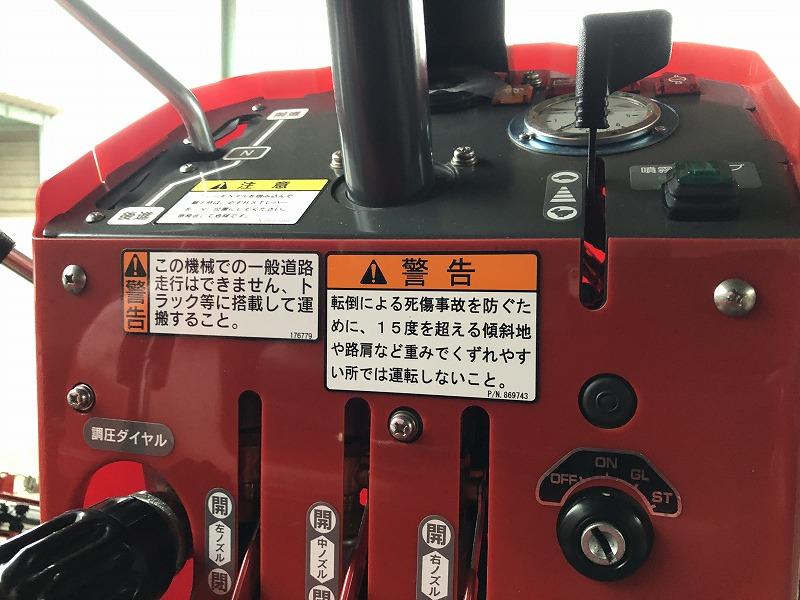 前進
N
後進
注意
噴霧
警告
この機械での一般道路
走行はできません、ト
ラック等に搭載して運
搬すること。
176779
警告
転倒による死傷事故を防ぐた
めに、15度を超える傾斜地
や路肩など重みでくずれやす
い所では運転しないこと。
P/N. 869743
調圧ダイヤル
開
左ノズル
閉
開
中ノズル
閉
開
右ノズル
OFF
ON
GL
ST